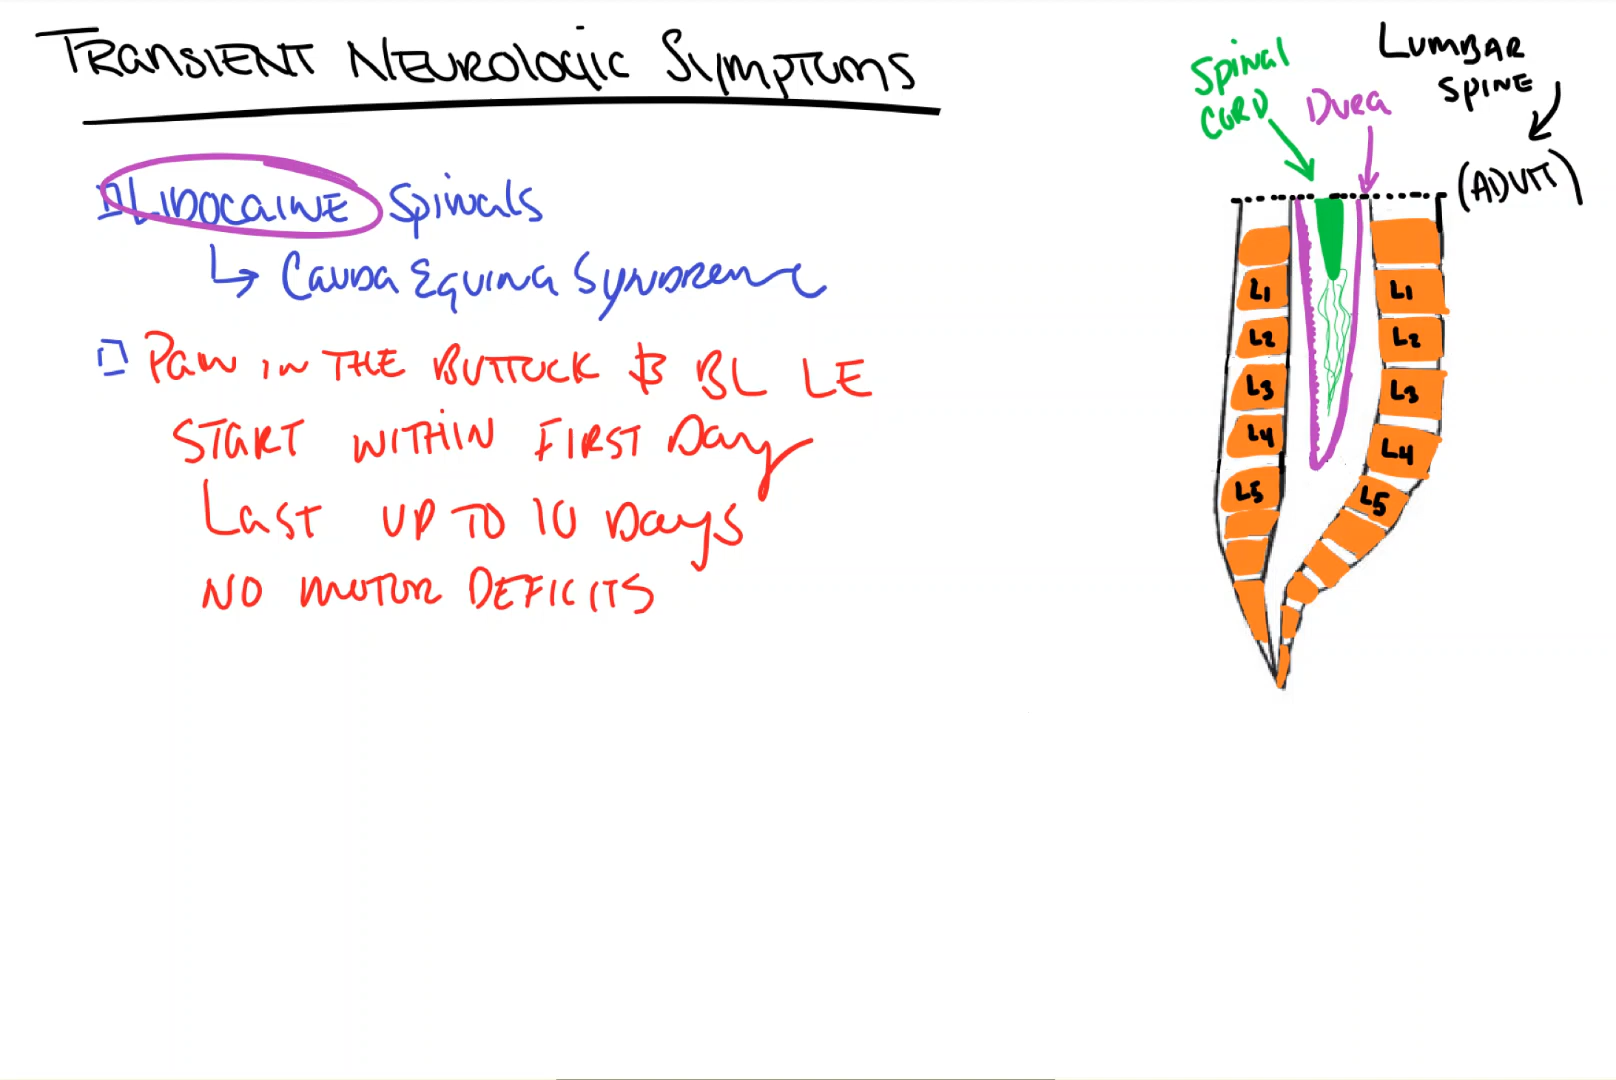 Transient Neurologic Symptoms
Lidocaine Spinals
↳ Cauda Equina Syndrome
Pain in the Buttock & BL LE
Start within first Day
Last up to 10 Days
No motor deficits
Spinal
Cord
Dura
Lumbar
Spine
(Adult)
L1
L2
L3
L4
L5
L1
L2
L3
L4
L5